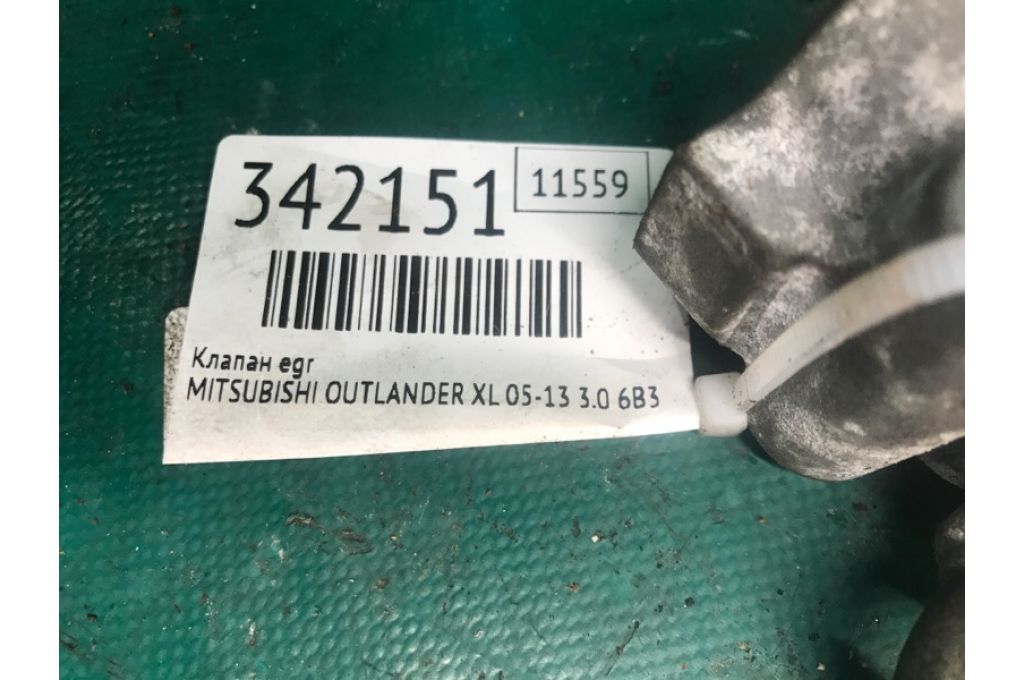 342151
11559
Клапан egr
MITSUBISHI OUTLANDER XL 05-13 3.0 6B3